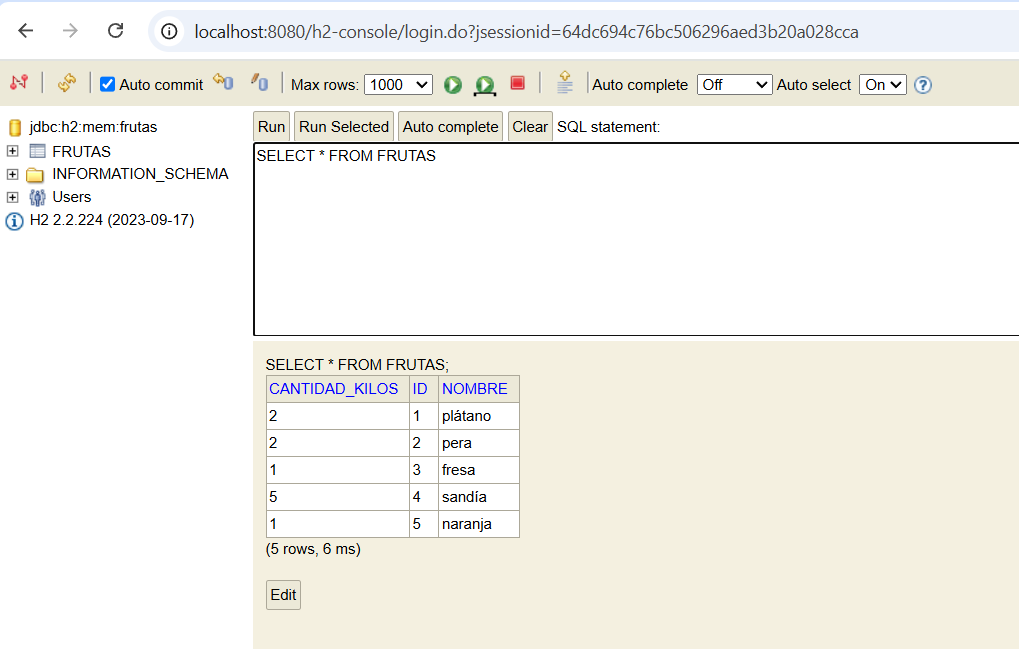 localhost:8080/h2-console/login.do?jsessionid=64dc694c76bc506296aed3b20a028cca
Auto commit Max rows: 1000 Auto complete Off Auto select On ?
jdbc:h2:mem:frutas
FRUTAS
INFORMATION_SCHEMA
Users
H2 2.2.224 (2023-09-17)
Run Run Selected Auto complete Clear SQL statement:
SELECT * FROM FRUTAS
SELECT * FROM FRUTAS;
CANTIDAD_KILOS ID NOMBRE
2 1 plátano
2 2 pera
1 3 fresa
5 4 sandía
1 5 naranja
(5 rows, 6 ms)
Edit